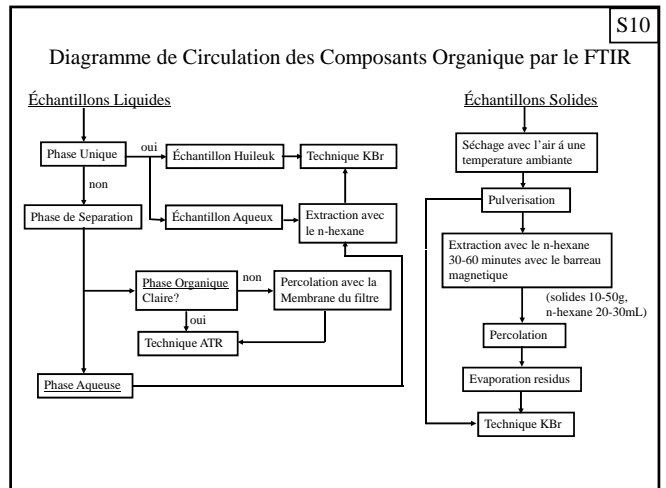 S10
Diagramme de Circulation des Composants Organique par le FTIR
Échantillons Liquides
Phase Unique
oui
Échantillon Huileuk
Technique KBr
non
Phase de Separation
Échantillon Aqueux
Extraction avec
le n-hexane
Phase Organique
Claire?
non
Percolation avec la
Membrane du filtre
oui
Technique ATR
Phase Aqueuse
Échantillons Solides
Séchage avec l'air á une
temperature ambiante
Pulverisation
Extraction avec le n-hexane
30-60 minutes avec le barreau
magnetique
(solides 10-50g,
n-hexane 20-30mL)
Percolation
Evaporation residus
Technique KBr